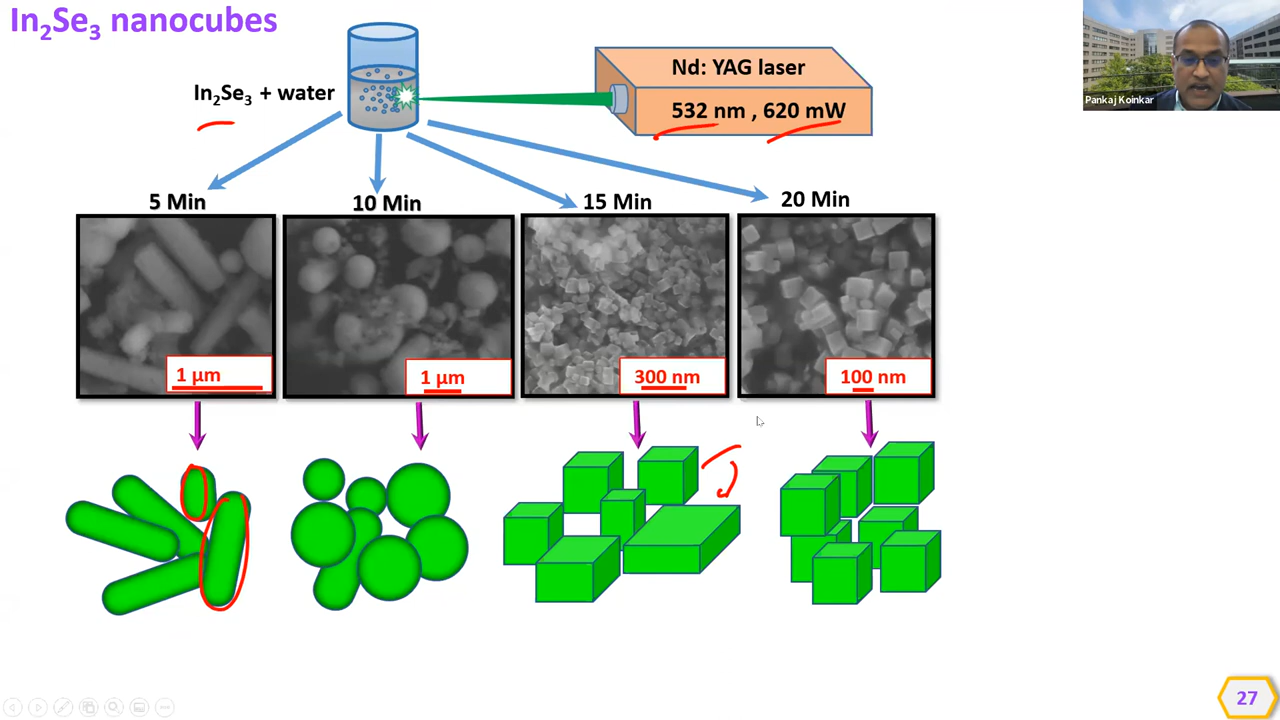 In₂Se₃ nanocubes
In₂Se₃ + water
Nd: YAG laser
532 nm , 620 mW
Pankaj Koinkar
5 Min
10 Min
15 Min
20 Min
1 μm
1 μm
300 nm
100 nm
27